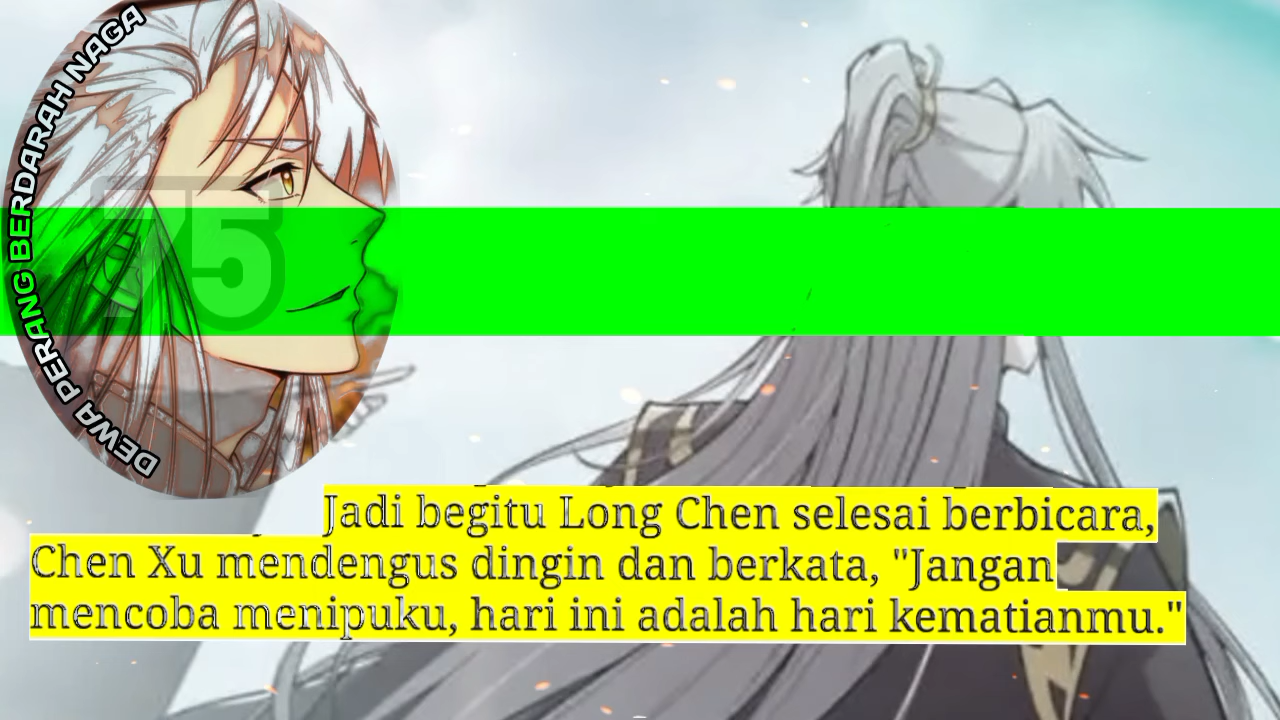 DEWA PERANG BERDARAH NAGA
75
Jadi begitu Long Chen selesai berbicara,
Chen Xu mendengus dingin dan berkata, "Jangan
mencoba menipuku, hari ini adalah hari kematianmu."